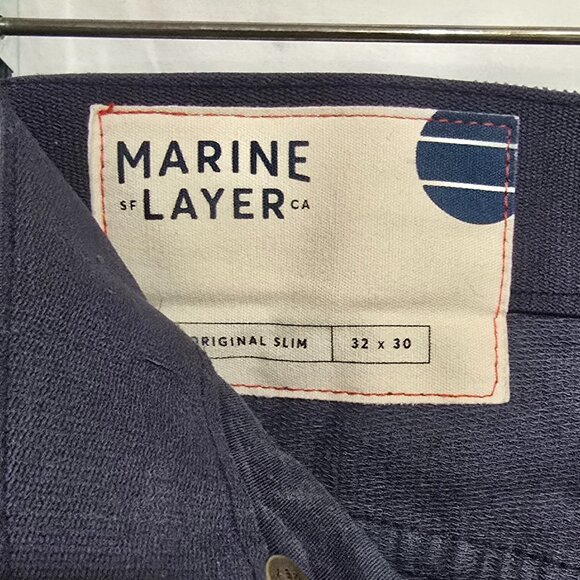 MARINE
SF LAYER CA
ORIGINAL SLIM 32 x 30